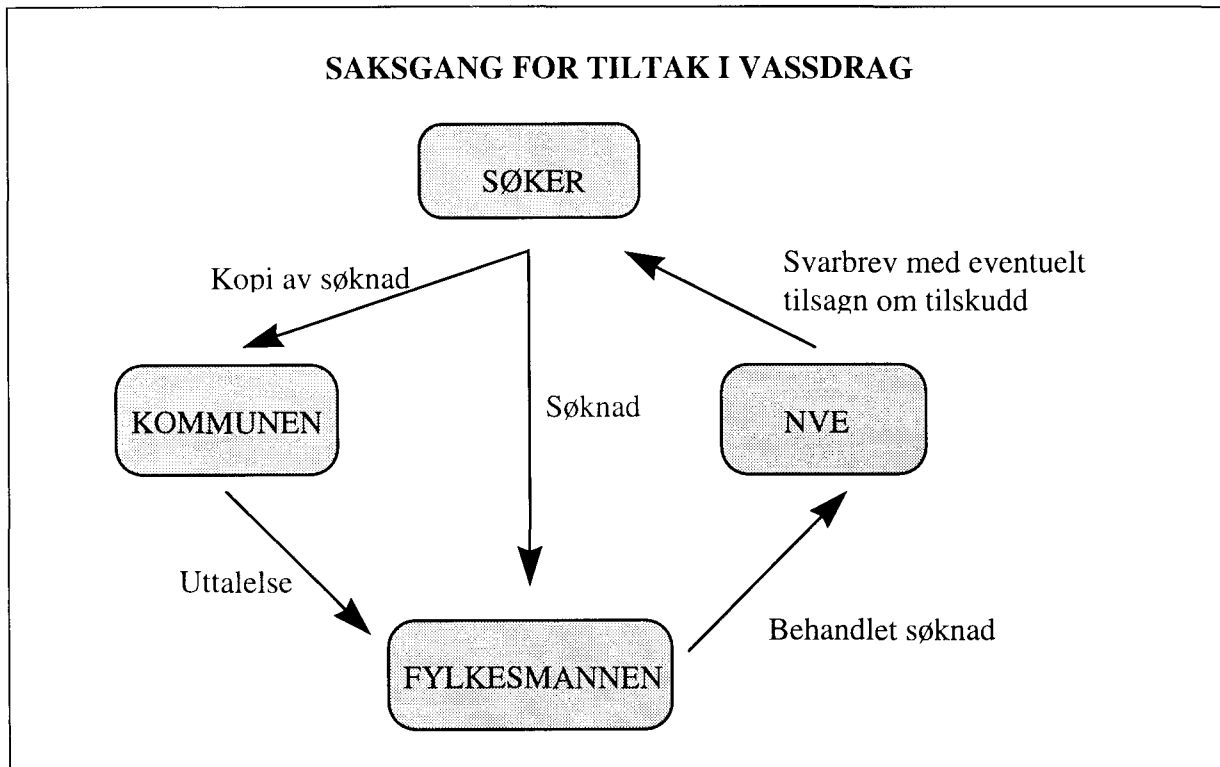 SAKSGANG FOR TILTAK I VASSDRAG
SØKER
Kopi av søknad
Svarbrev med eventuelt
tilsagn om tilskudd
KOMMUNEN
Søknad
NVE
Uttalelse
Behandlet søknad
FYLKESMANNEN